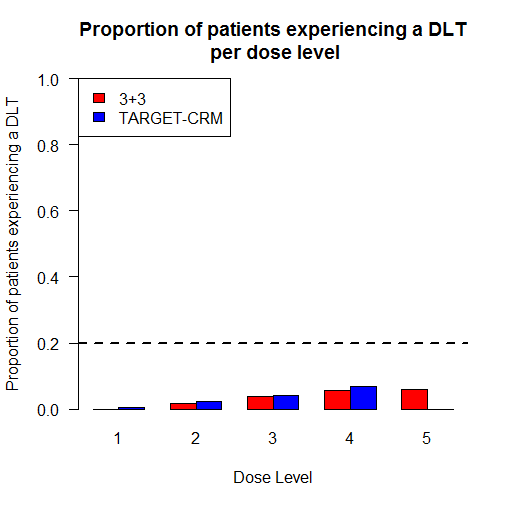 Proportion of patients experiencing a DLT
per dose level
Proportion of patients experiencing a DLT
1.0
0.8
0.6
0.4
0.2
0.0
3+3
TARGET-CRM
1
2
3
4
5
Dose Level